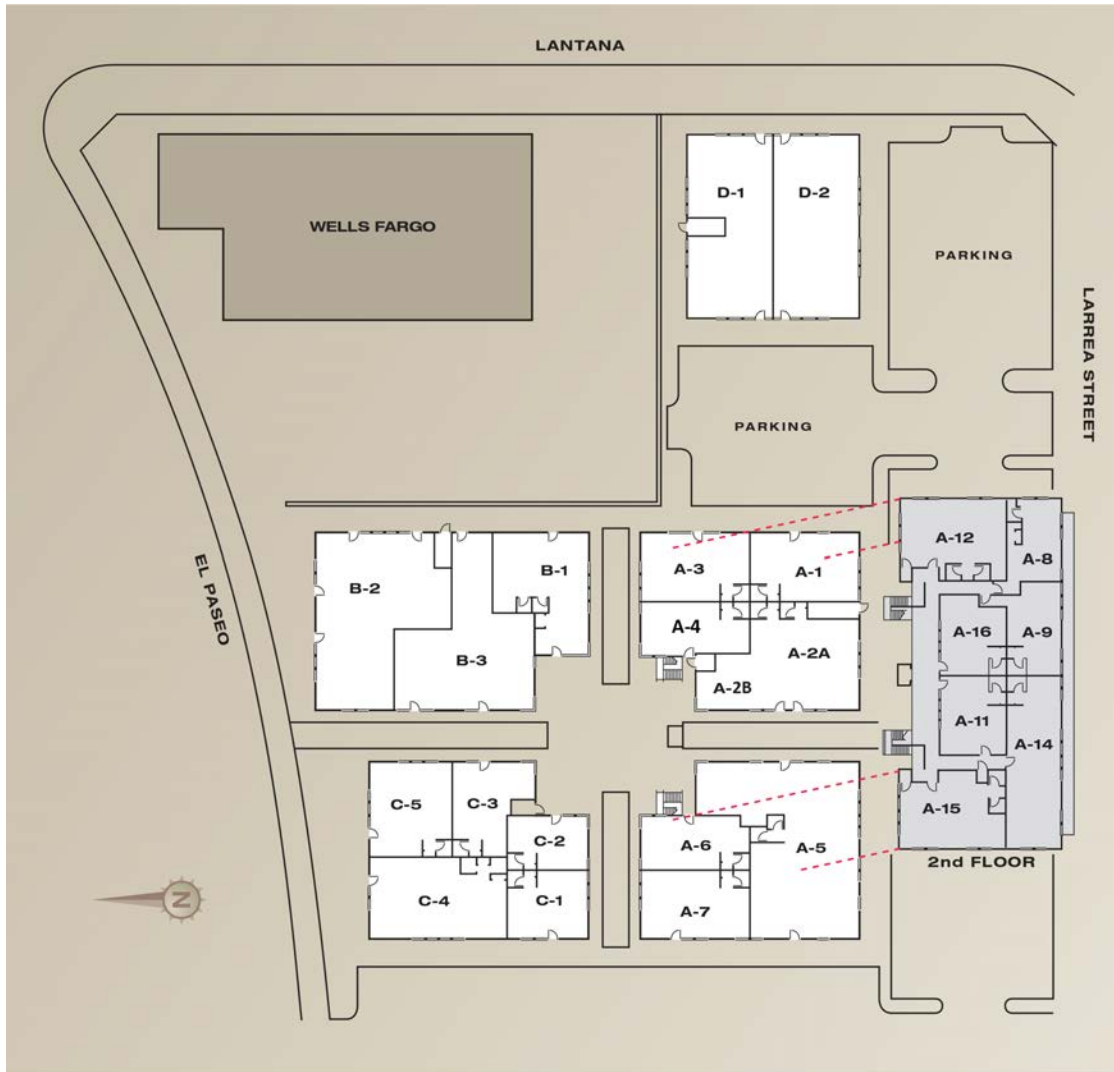 LANTANA
WELLS FARGO
D-1
D-2
PARKING
LARREA STREET
PARKING
EL PASEO
B-2
B-1
B-3
A-3
A-1
A-4
A-2A
A-2B
A-12
A-8
A-16
A-9
A-11
A-14
A-15
2nd FLOOR
C-5
C-3
C-2
C-4
C-1
A-6
A-5
A-7
N